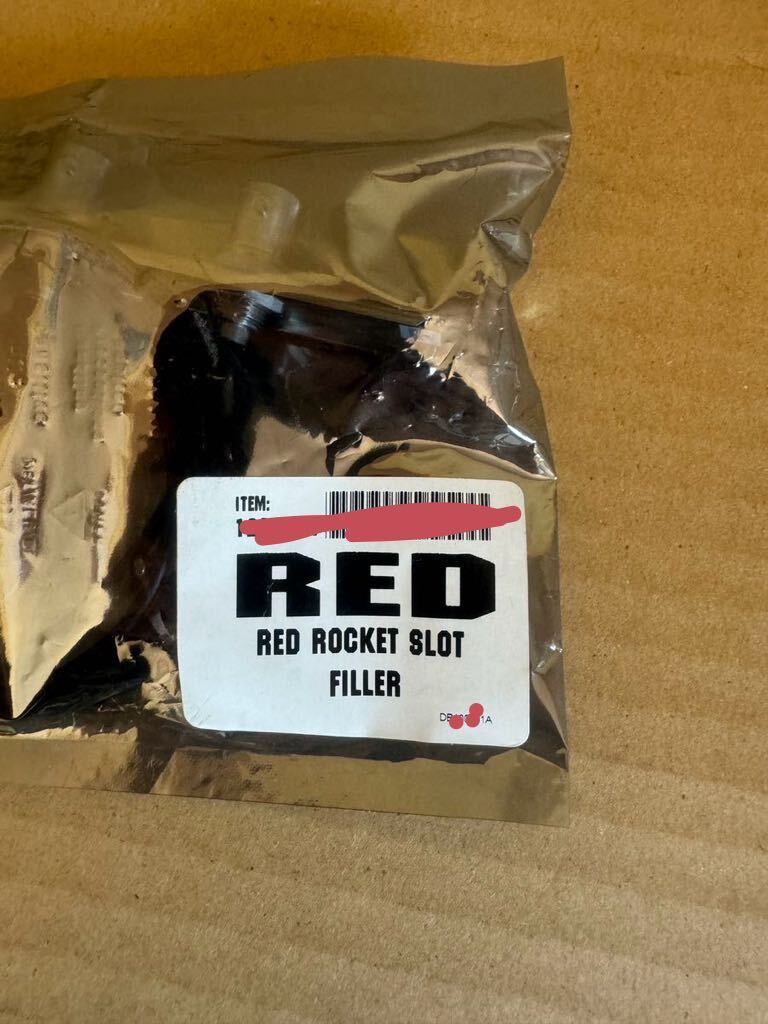 ITEM:
RED
RED ROCKET SLOT
FILLER